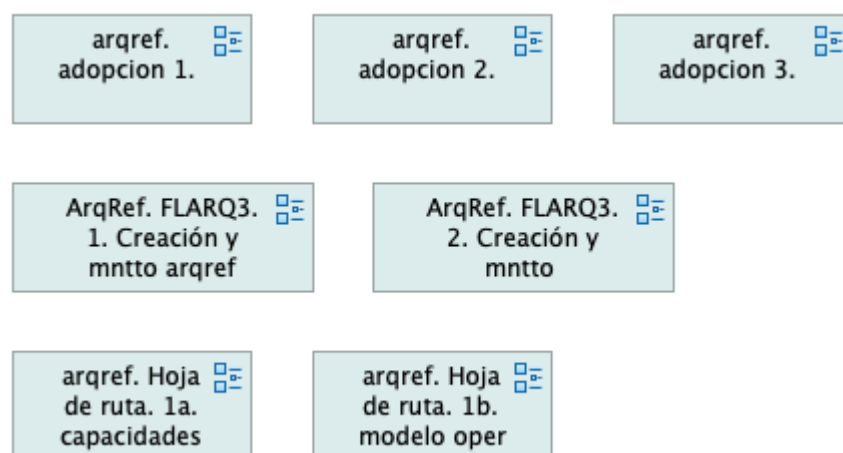 arqref.
adopcion 1.
arqref.
adopcion 2.
arqref.
adopcion 3.
ArqRef. FLARQ3.
1. Creación y
mntto arqref
ArqRef. FLARQ3.
2. Creación y
mntto
arqref. Hoja
de ruta. 1a.
capacidades
arqref. Hoja
de ruta. 1b.
modelo oper